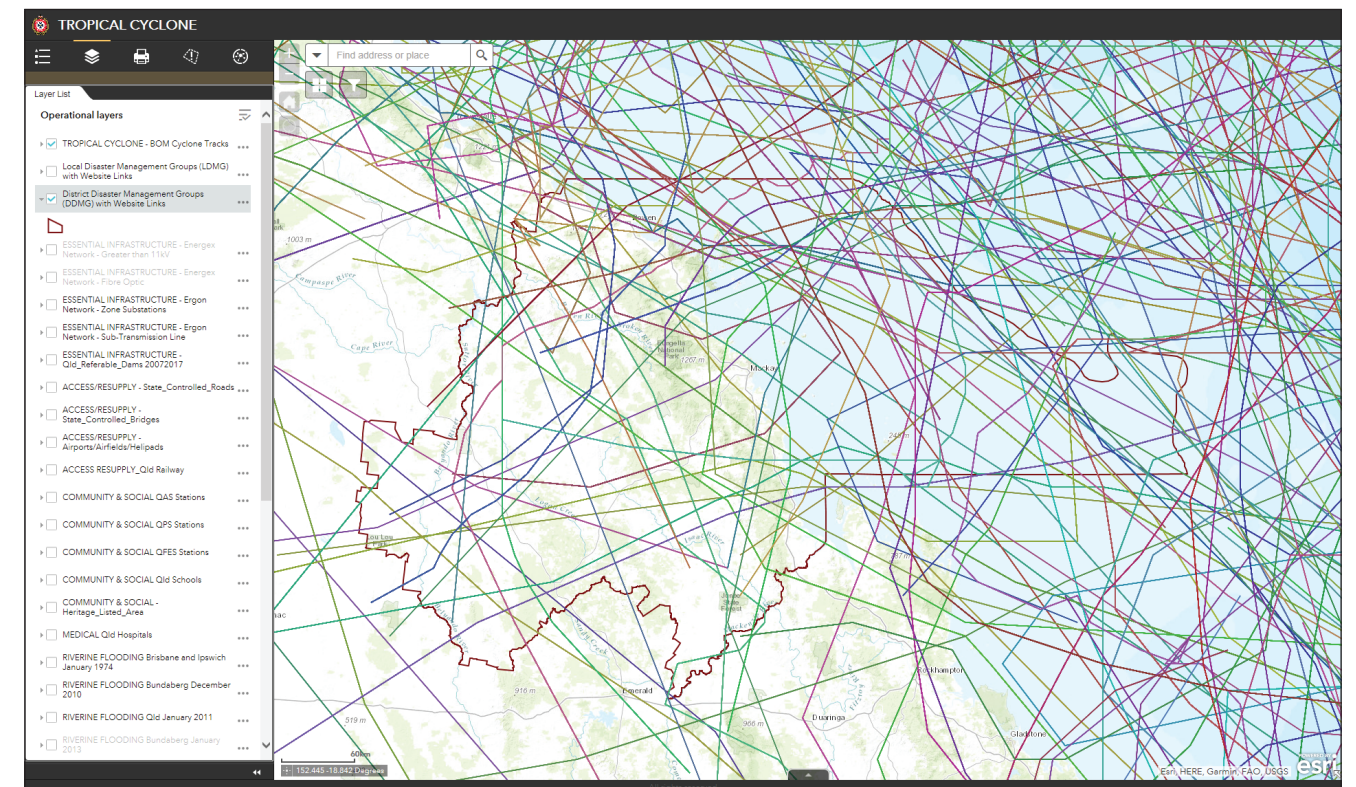 TROPICAL CYCLONE
Find address or place
Layer List
Operational layers
TROPICAL CYCLONE - BOM Cyclone Tracks
Local Disaster Management Groups (LDMG)
with Website Links
District Disaster Management Groups
(DDMG) with Website Links
ESSENTIAL INFRASTRUCTURE - Energex
Network - Greater than 11kV
ESSENTIAL INFRASTRUCTURE - Energex
Network - Fibre Optic
ESSENTIAL INFRASTRUCTURE - Ergon
Network - Zone Substations
ESSENTIAL INFRASTRUCTURE - Ergon
Network - Sub-Transmission Line
ESSENTIAL INFRASTRUCTURE -
Qld_Referable_Dams 20072017
ACCESS/RESUPPLY - State_Controlled_Roads
ACCESS/RESUPPLY -
State_Controlled_Bridges
ACCESS/RESUPPLY -
Airports/Airfields/Helipads
ACCESS RESUPPLY_Qld Railway
COMMUNITY & SOCIAL QAS Stations
COMMUNITY & SOCIAL QPS Stations
COMMUNITY & SOCIAL QFES Stations
COMMUNITY & SOCIAL Qld Schools
COMMUNITY & SOCIAL -
Heritage_Listed_Area
MEDICAL Qld Hospitals
RIVERINE FLOODING Brisbane and Ipswich
January 1974
RIVERINE FLOODING Bundaberg December
2010
RIVERINE FLOODING Qld January 2011
RIVERINE FLOODING Bundaberg January
2013
1003 m
Campaspe River
Cape River
Mackay
1267 m
Emerald
916 m
519 m
966 m
Duaringa
Rockhampton
Gladstone
60km
152.445 -18.842 Degrees
Esri, HERE, Garmin, FAO, USGS
esri